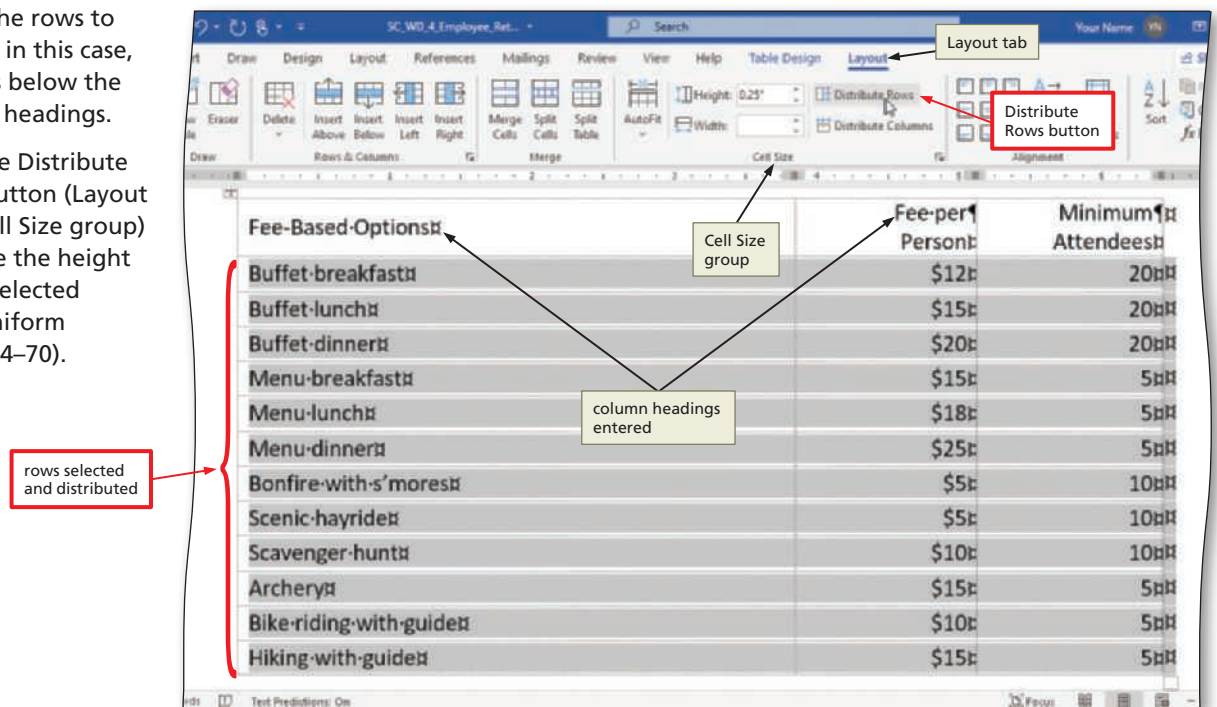 he rows to
in this case,
s below the
headings.
e Distribute
utton (Layout
ll Size group)
e the height
elected
niform
4–70).
SC_WD_4_Employee_Ret...
Search
Your Name YN
Draw Design Layout References Mailings Review View Help Table Design Layout
Layout tab
Eraser Delete Insert Above Insert Below Insert Left Insert Right Merge Cells Split Cells Split Table AutoFit
Height: 0.25"
Width:
Distribute Rows
Distribute Columns
Sort
Distribute
Rows button
Draw Rows & Columns Merge Cell Size Alignment
Fee-Based·Options¤ Fee·per¶ Person¤ Minimum¶ Attendees¤¤
Cell Size
group
Buffet·breakfast¤ $12¤ 20¤¤
Buffet·lunch¤ $15¤ 20¤¤
Buffet·dinner¤ $20¤ 20¤¤
Menu·breakfast¤ $15¤ 5¤¤
Menu·lunch¤ $18¤ 5¤¤
Menu·dinner¤ $25¤ 5¤¤
Bonfire·with·s’mores¤ $5¤ 10¤¤
Scenic·hayride¤ $5¤ 10¤¤
Scavenger·hunt¤ $10¤ 10¤¤
Archery¤ $15¤ 5¤¤
Bike·riding·with·guide¤ $10¤ 5¤¤
Hiking·with·guide¤ $15¤ 5¤¤
column headings
entered
rows selected
and distributed
Text Predictions: On
Focus